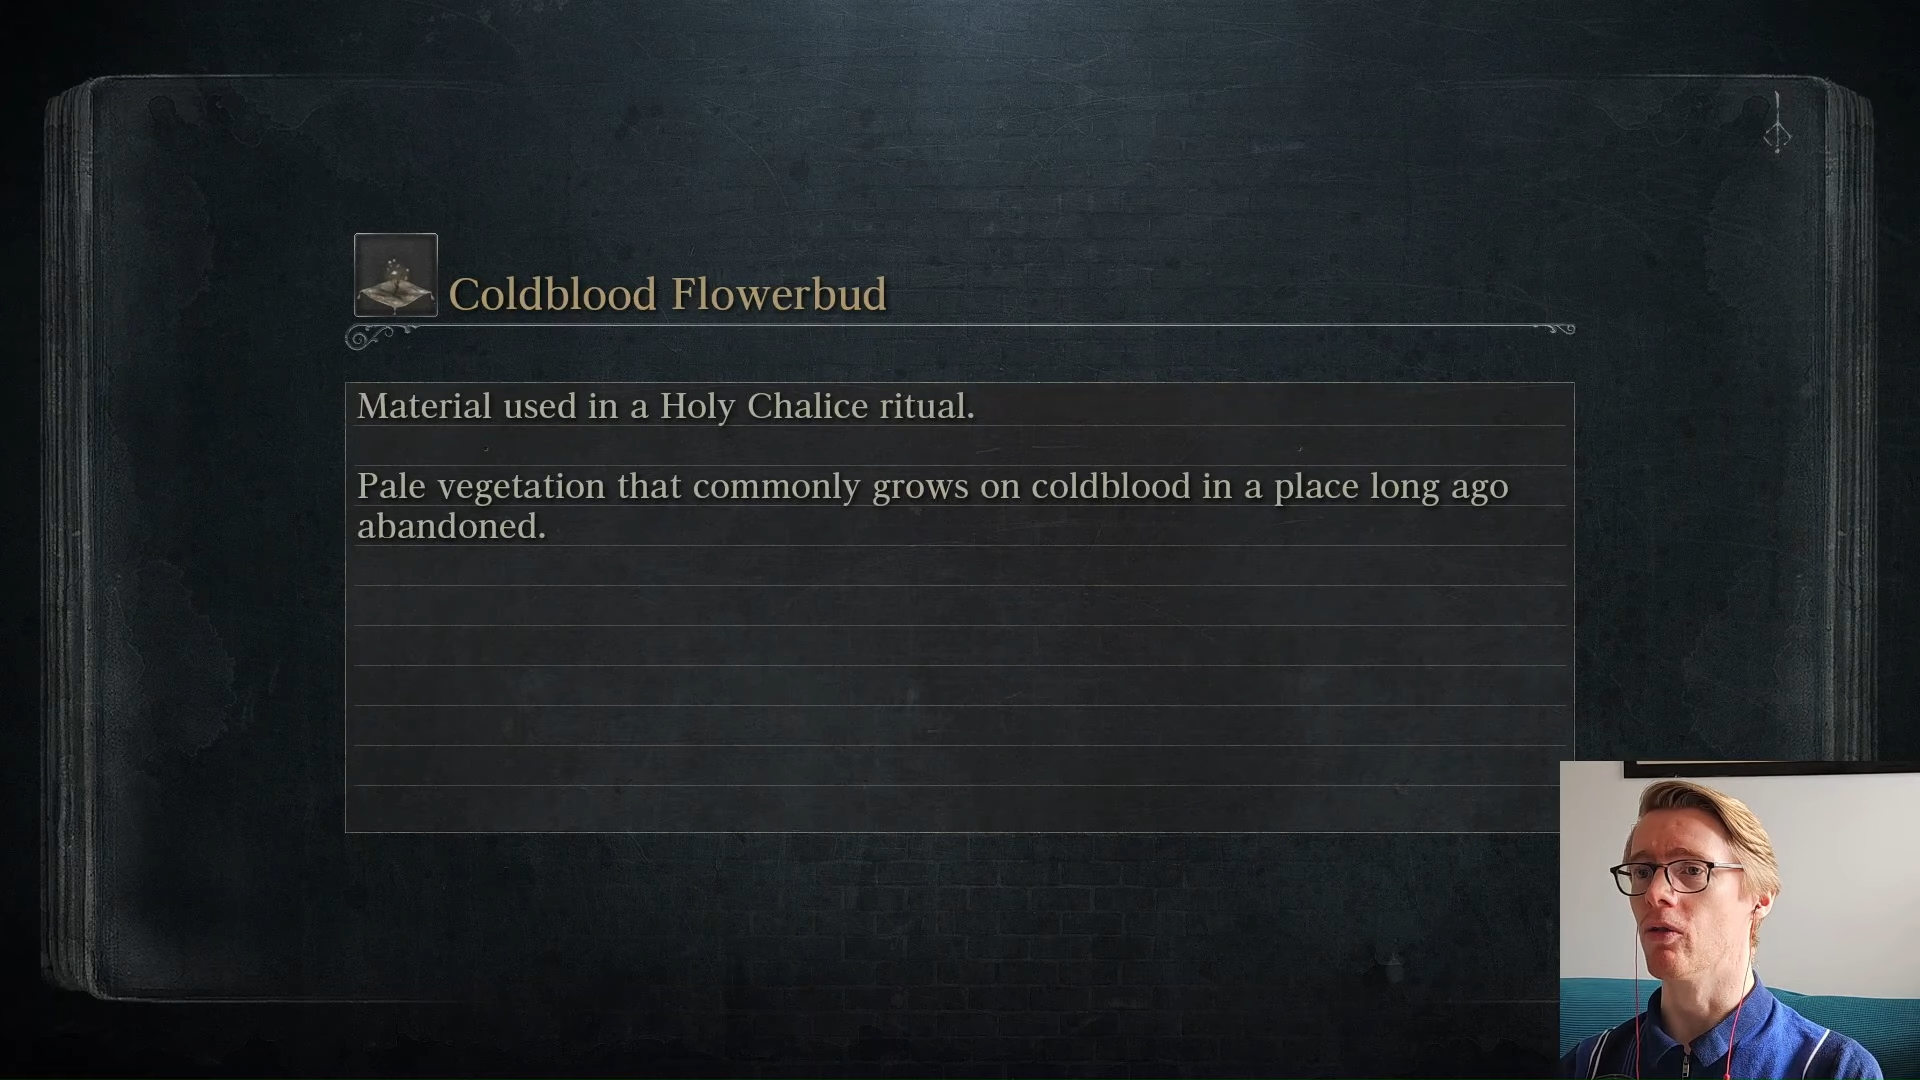 Coldblood Flowerbud
Material used in a Holy Chalice ritual.
Pale vegetation that commonly grows on coldblood in a place long ago
abandoned.